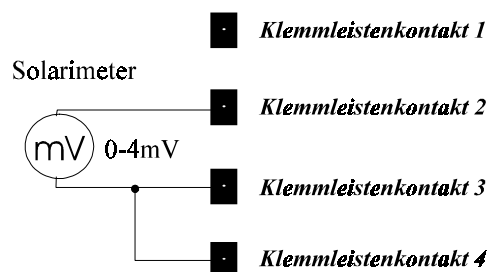 Klemmleistenkontakt 1
Solarimeter
Klemmleistenkontakt 2
mV 0-4mV
Klemmleistenkontakt 3
Klemmleistenkontakt 4